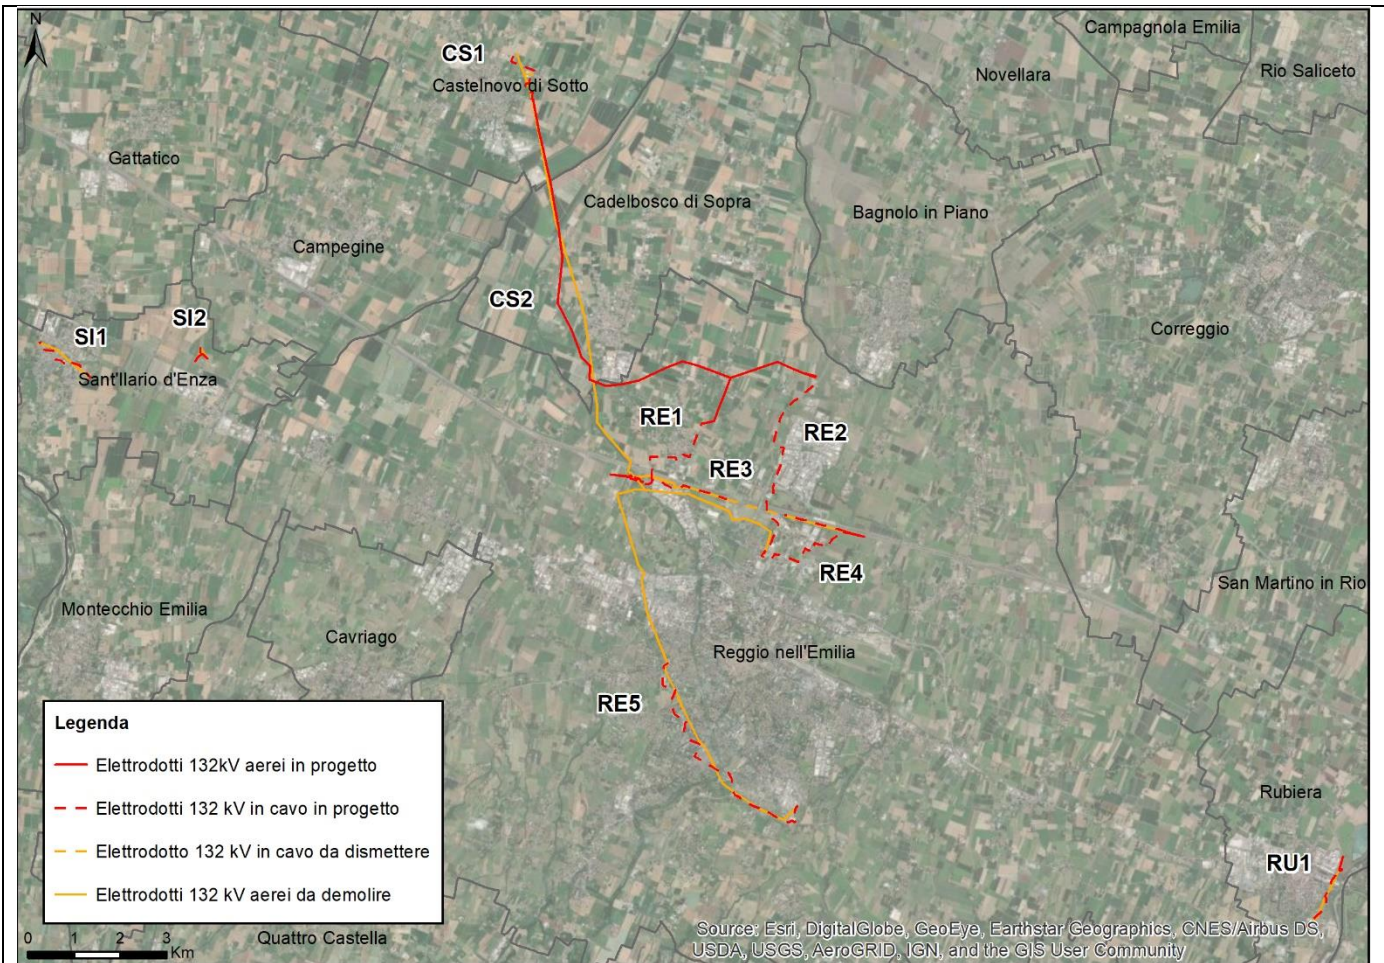 N
Campagnola Emilia
CS1
Novellara
Rio Saliceto
Castelnovo di Sotto
Gattatico
Cadelbosco di Sopra
Bagnolo in Piano
Campegine
CS2
SI2
SI1
Correggio
Sant'Ilario d'Enza
RE1
RE2
RE3
RE4
San Martino in Rio
Montecchio Emilia
Cavriago
Reggio nell'Emilia
RE5
Legenda
Elettrodotti 132kV aerei in progetto
Elettrodotti 132 kV in cavo in progetto
Elettrodotto 132 kV in cavo da dismettere
Elettrodotti 132 kV aerei da demolire
Rubiera
RU1
Quattro Castella
0 1 2 3
Km
Source: Esri, DigitalGlobe, GeoEye, Earthstar Geographics, CNES/Airbus DS,
USDA, USGS, AeroGRID, IGN, and the GIS User Community